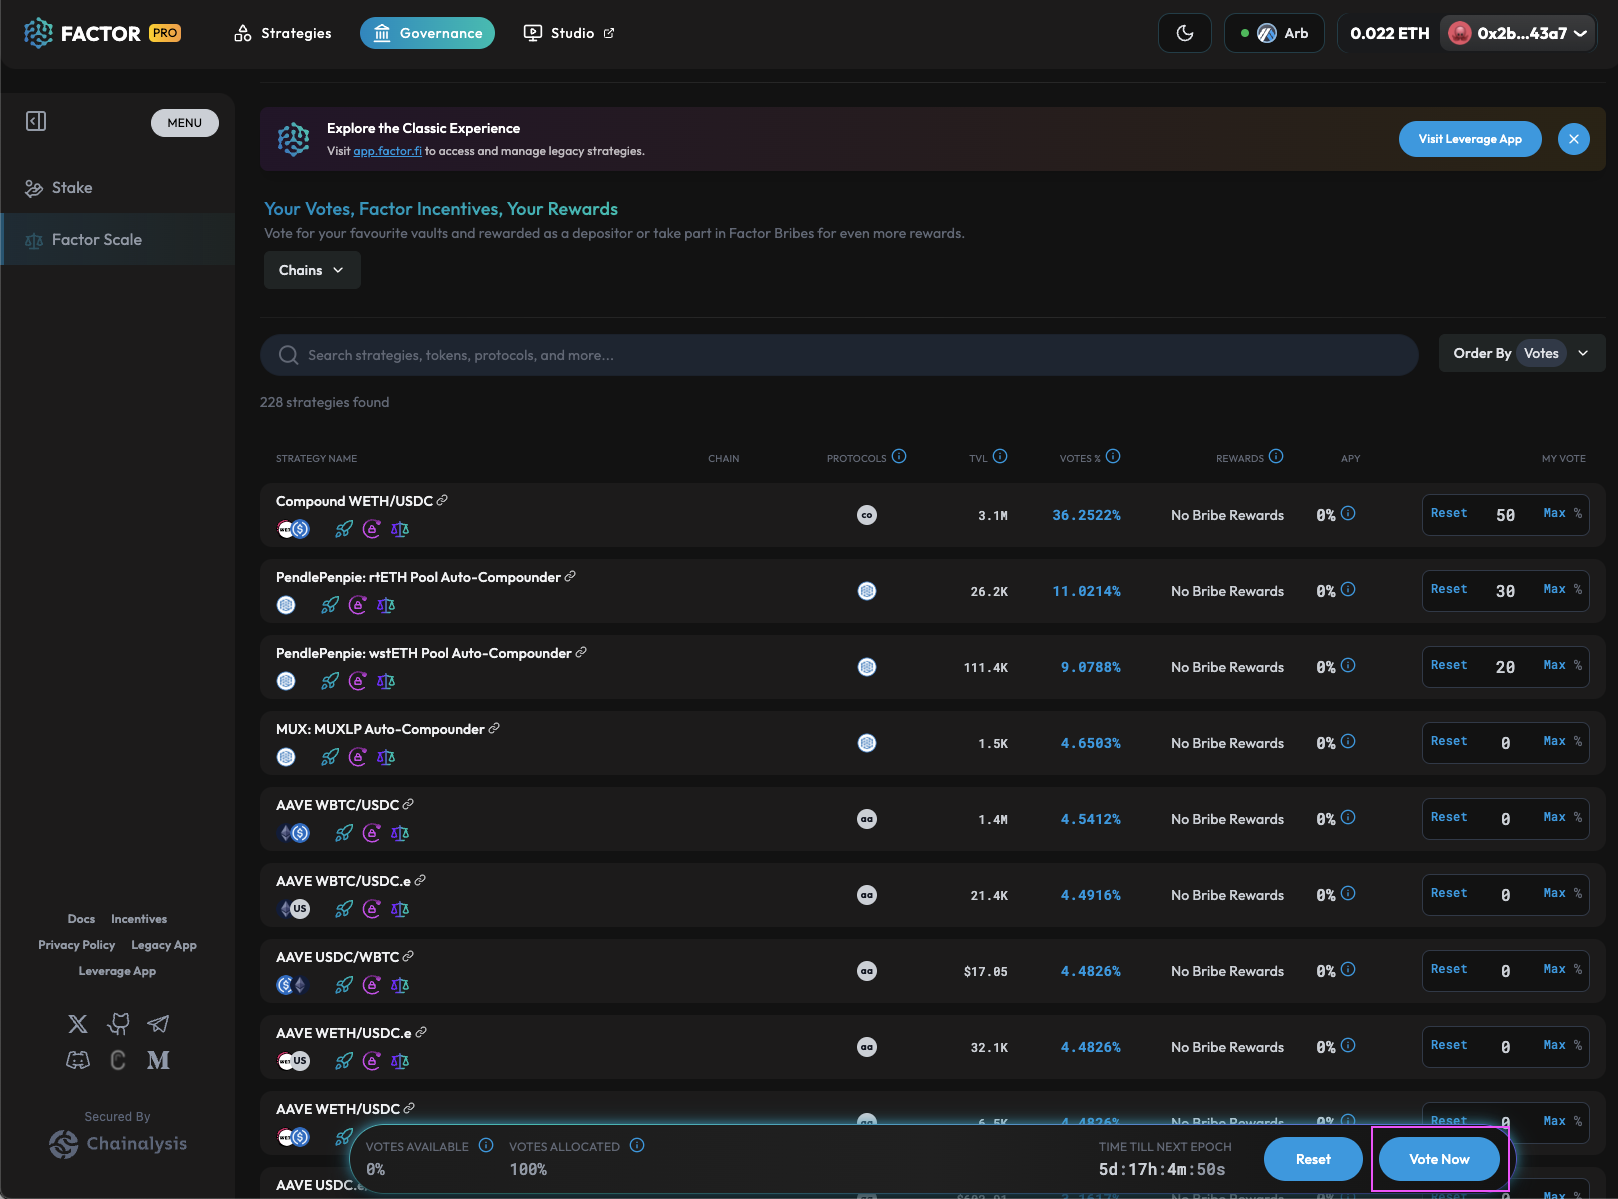 FACTOR PRO
Strategies
Governance
Studio
Arb
0.022 ETH
0x2b...43a7
MENU
Stake
Factor Scale
Explore the Classic Experience
Visit app.factor.fi to access and manage legacy strategies.
Visit Leverage App
Your Votes, Factor Incentives, Your Rewards
Vote for your favourite vaults and rewarded as a depositor or take part in Factor Bribes for even more rewards.
Chains
Search strategies, tokens, protocols, and more...
Order By Votes
228 strategies found
STRATEGY NAME CHAIN PROTOCOLS TVL VOTES % REWARDS APY MY VOTE
Compound WETH/USDC co 3.1M 36.2522% No Bribe Rewards 0% Reset 50 Max %
PendlePenpie: rtETH Pool Auto-Compounder 26.2K 11.0214% No Bribe Rewards 0% Reset 30 Max %
PendlePenpie: wstETH Pool Auto-Compounder 111.4K 9.0788% No Bribe Rewards 0% Reset 20 Max %
MUX: MUXLP Auto-Compounder 1.5K 4.6503% No Bribe Rewards 0% Reset 0 Max %
AAVE WBTC/USDC aa 1.4M 4.5412% No Bribe Rewards 0% Reset 0 Max %
AAVE WBTC/USDC.e aa 21.4K 4.4916% No Bribe Rewards 0% Reset 0 Max %
US
AAVE USDC/WBTC aa $17.05 4.4826% No Bribe Rewards 0% Reset 0 Max %
AAVE WETH/USDC.e aa 32.1K 4.4826% No Bribe Rewards 0% Reset 0 Max %
US
AAVE WETH/USDC 6.5K 4.4826% No Bribe Rewards 0% Reset 0 Max %
AAVE USDC.e Reset 0 Max %
VOTES AVAILABLE
0%
VOTES ALLOCATED
100%
TIME TILL NEXT EPOCH
5d:17h:4m:50s
Reset
Vote Now
Docs Incentives
Privacy Policy Legacy App
Leverage App
Secured By
Chainalysis